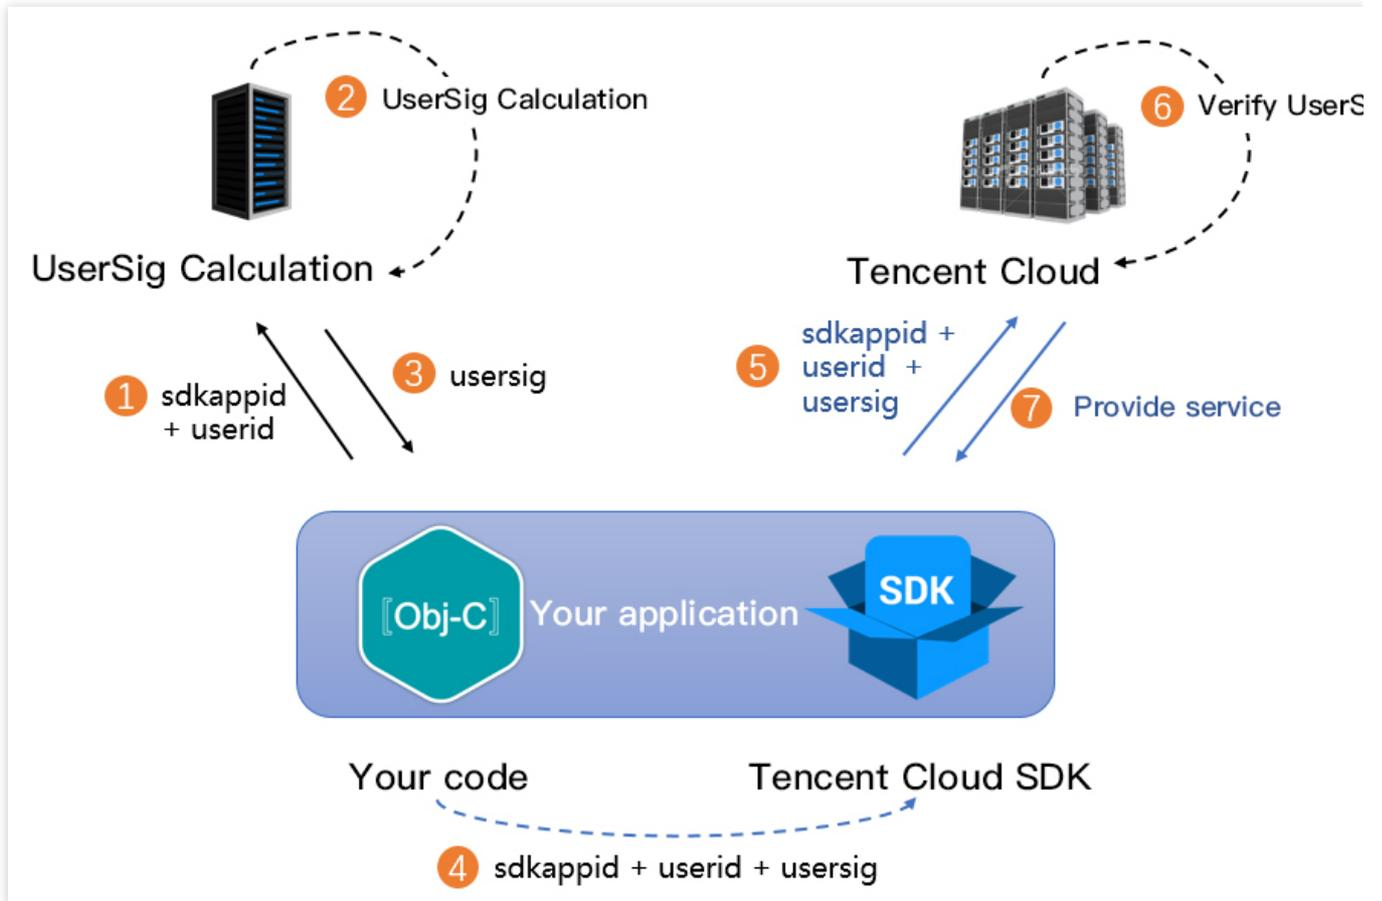 2 UserSig Calculation
6 Verify UserS
UserSig Calculation
Tencent Cloud
1 sdkappid
+ userid
3 usersig
5 sdkappid +
userid +
usersig
7 Provide service
[Obj-C]
Your application
SDK
Your code
Tencent Cloud SDK
4 sdkappid + userid + usersig